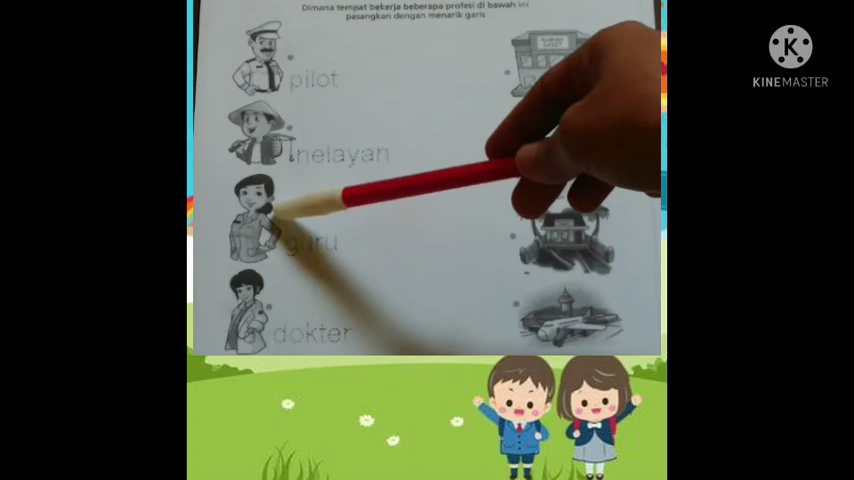 Dimana tempat bekerja beberapa profesi di bawah ini
pasangkan dengan menarik garis
pilot
nelayan
guru
dokter
K
KINEMASTER